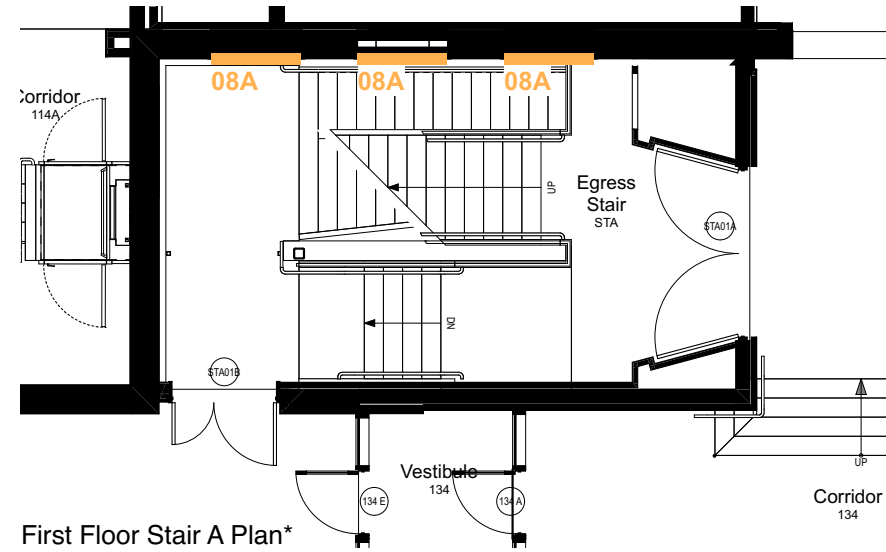 08A
08A
08A
Corridor
114A
UP
Egress
Stair
STA
STA01A
DN
STA01B
Vestibule
134
134 E
134 A
UP
Corridor
134
First Floor Stair A Plan*